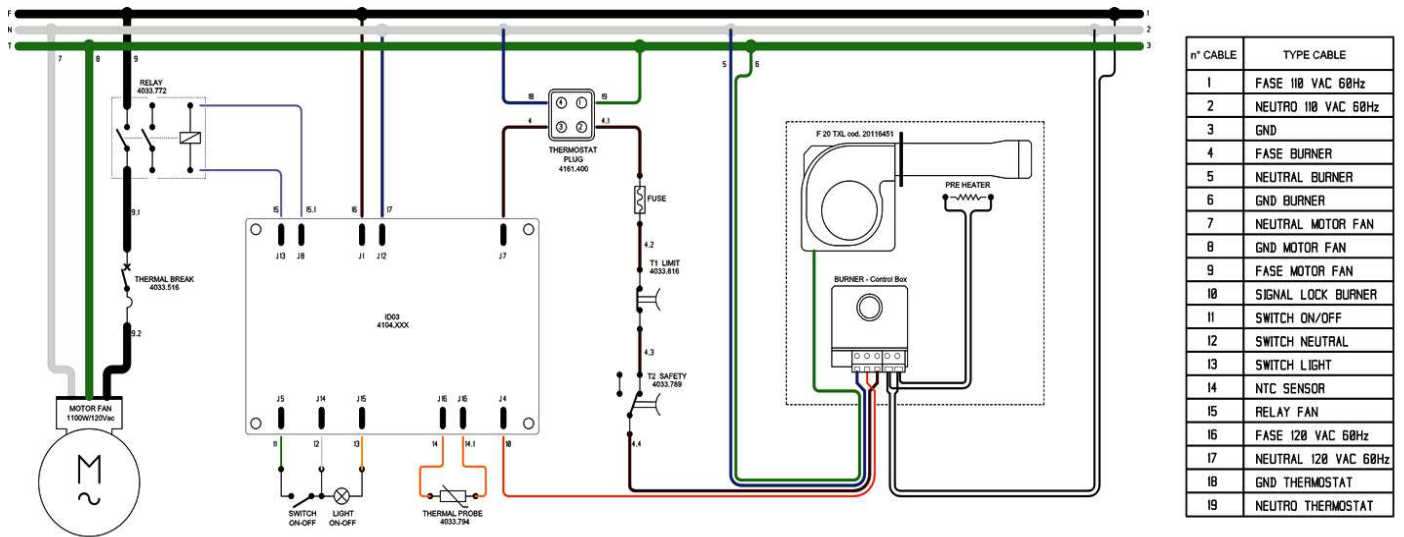 F
1
N
2
T
3
7
8
9
5
6
RELAY
4033.772
18
19
4
4.1
THERMOSTAT
PLUG
4161.400
4 1
3 2
9.1
THERMAL BREAK
4033.516
9.2
MOTOR FAN
1100W/120Vac
M
~
15
15.1
16
17
J13
J8
J1
J12
J7
ID03
4104.XXX
J5
J14
J15
J16
J16
J4
11
12
13
14
14.1
10
SWITCH
ON-OFF
LIGHT
ON-OFF
THERMAL PROBE
4033.794
FUSE
4.2
T1 LIMIT
4033.816
4.3
T2 SAFETY
4033.789
4.4
F 20 TXL cod. 20116451
PRE HEATER
BURNER - Control Box
n° CABLE TYPE CABLE
1 FASE 110 VAC 60Hz
2 NEUTRO 110 VAC 60Hz
3 GND
4 FASE BURNER
5 NEUTRAL BURNER
6 GND BURNER
7 NEUTRAL MOTOR FAN
8 GND MOTOR FAN
9 FASE MOTOR FAN
10 SIGNAL LOCK BURNER
11 SWITCH ON/OFF
12 SWITCH NEUTRAL
13 SWITCH LIGHT
14 NTC SENSOR
15 RELAY FAN
16 FASE 120 VAC 60Hz
17 NEUTRAL 120 VAC 60Hz
18 GND THERMOSTAT
19 NEUTRO THERMOSTAT